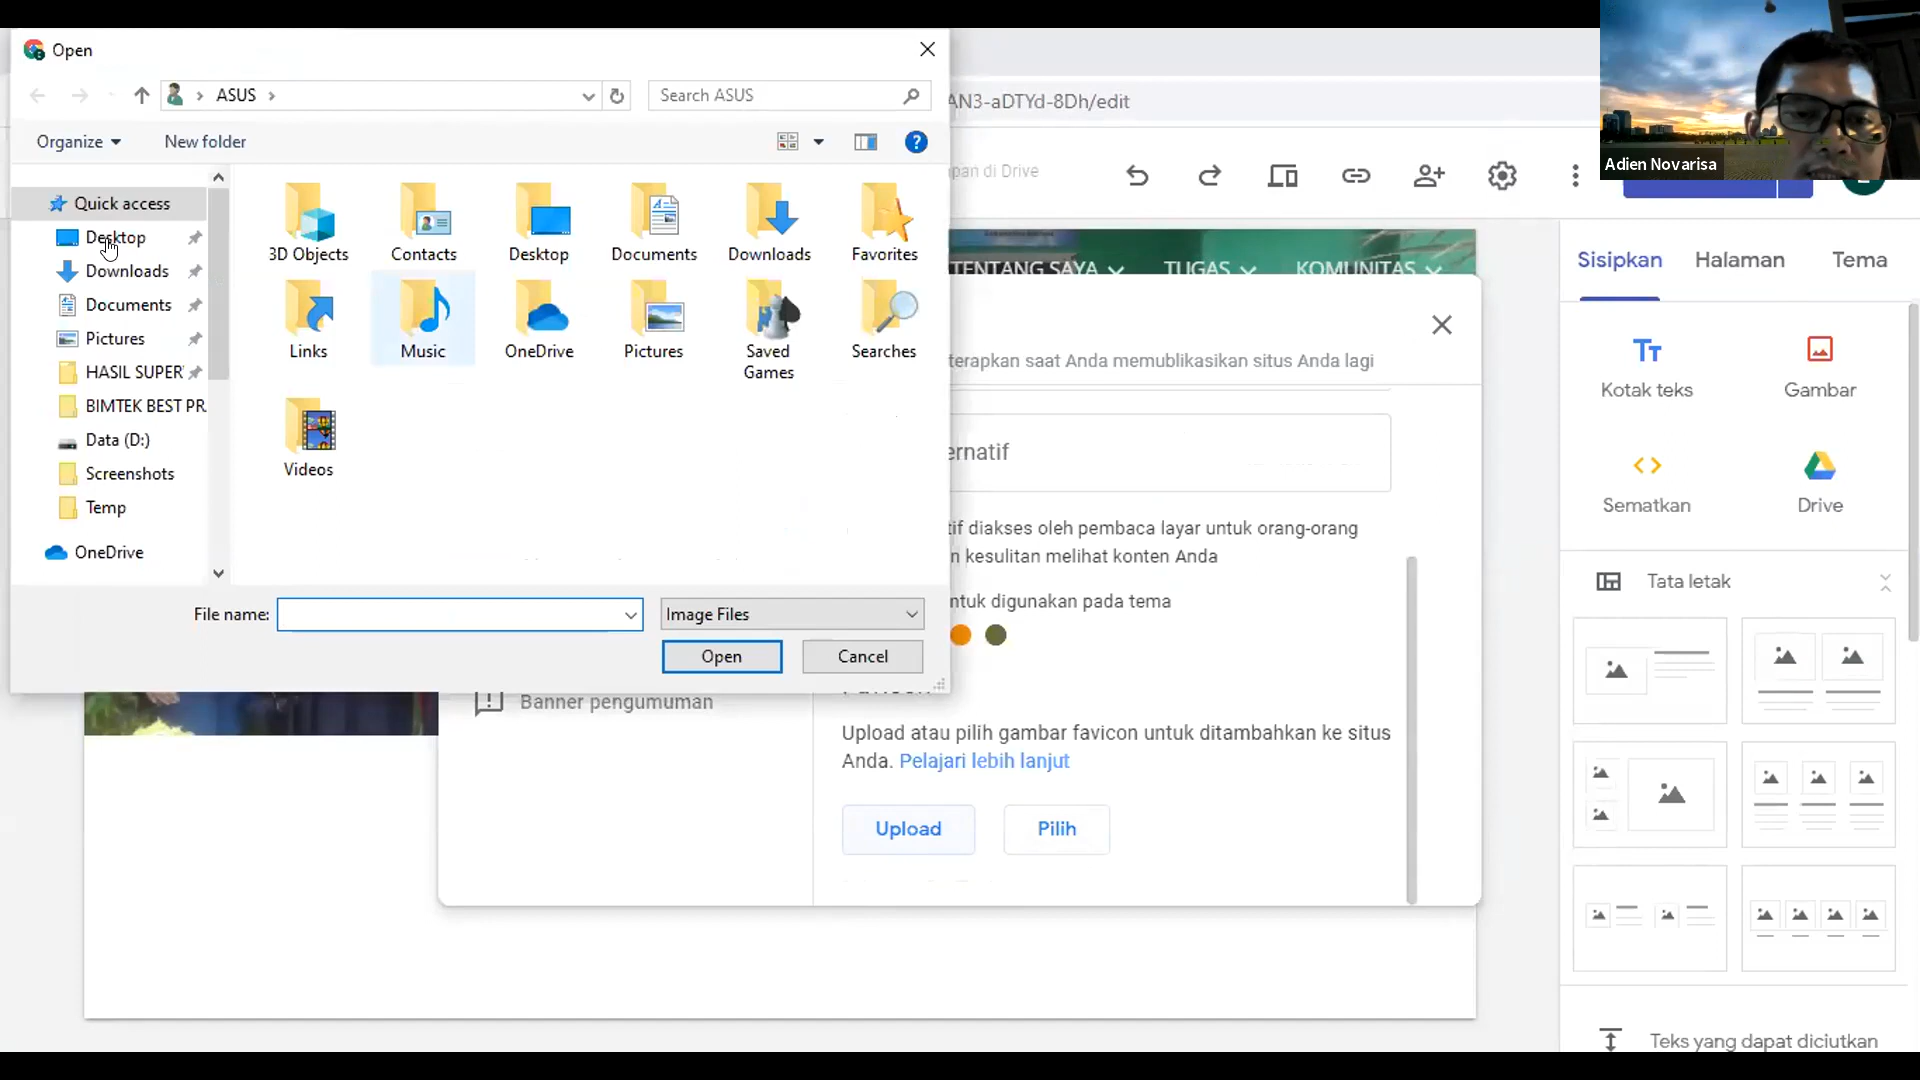 Open
ASUS
Search ASUS
Organize
New folder
Quick access
Desktop
Downloads
Documents
Pictures
HASIL SUPER
BIMTEK BEST PR
Data (D:)
Screenshots
Temp
OneDrive
3D Objects
Contacts
Desktop
Documents
Downloads
Favorites
Links
Music
OneDrive
Pictures
Saved
Games
Searches
Videos
File name:
Image Files
Open
Cancel
AN3-aDTYd-8Dh/edit
pan di Drive
Adien Novarisa
TENTANG SAYA
TUGAS
KOMUNITAS
terapkan saat Anda memublikasikan situs Anda lagi
ernatif
tif diakses oleh pembaca layar untuk orang-orang
n kesulitan melihat konten Anda
ntuk digunakan pada tema
Banner pengumuman
Upload atau pilih gambar favicon untuk ditambahkan ke situs
Anda. Pelajari lebih lanjut
Upload
Pilih
Sisipkan
Halaman
Tema
Kotak teks
Gambar
Sematkan
Drive
Tata letak
Teks yang dapat diciutkan